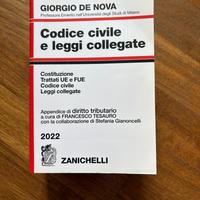 GIORGIO DE NOVA
Professore Emerito nell'Università degli Studi di Milano
Codice civile
e leggi collegate
Costituzione
Trattati UE e FUE
Codice civile
Leggi collegate
Appendice di diritto tributario
a cura di FRANCESCO TESAURO
con la collaborazione di Stefania Gianoncelli
2022
ZANICHELLI